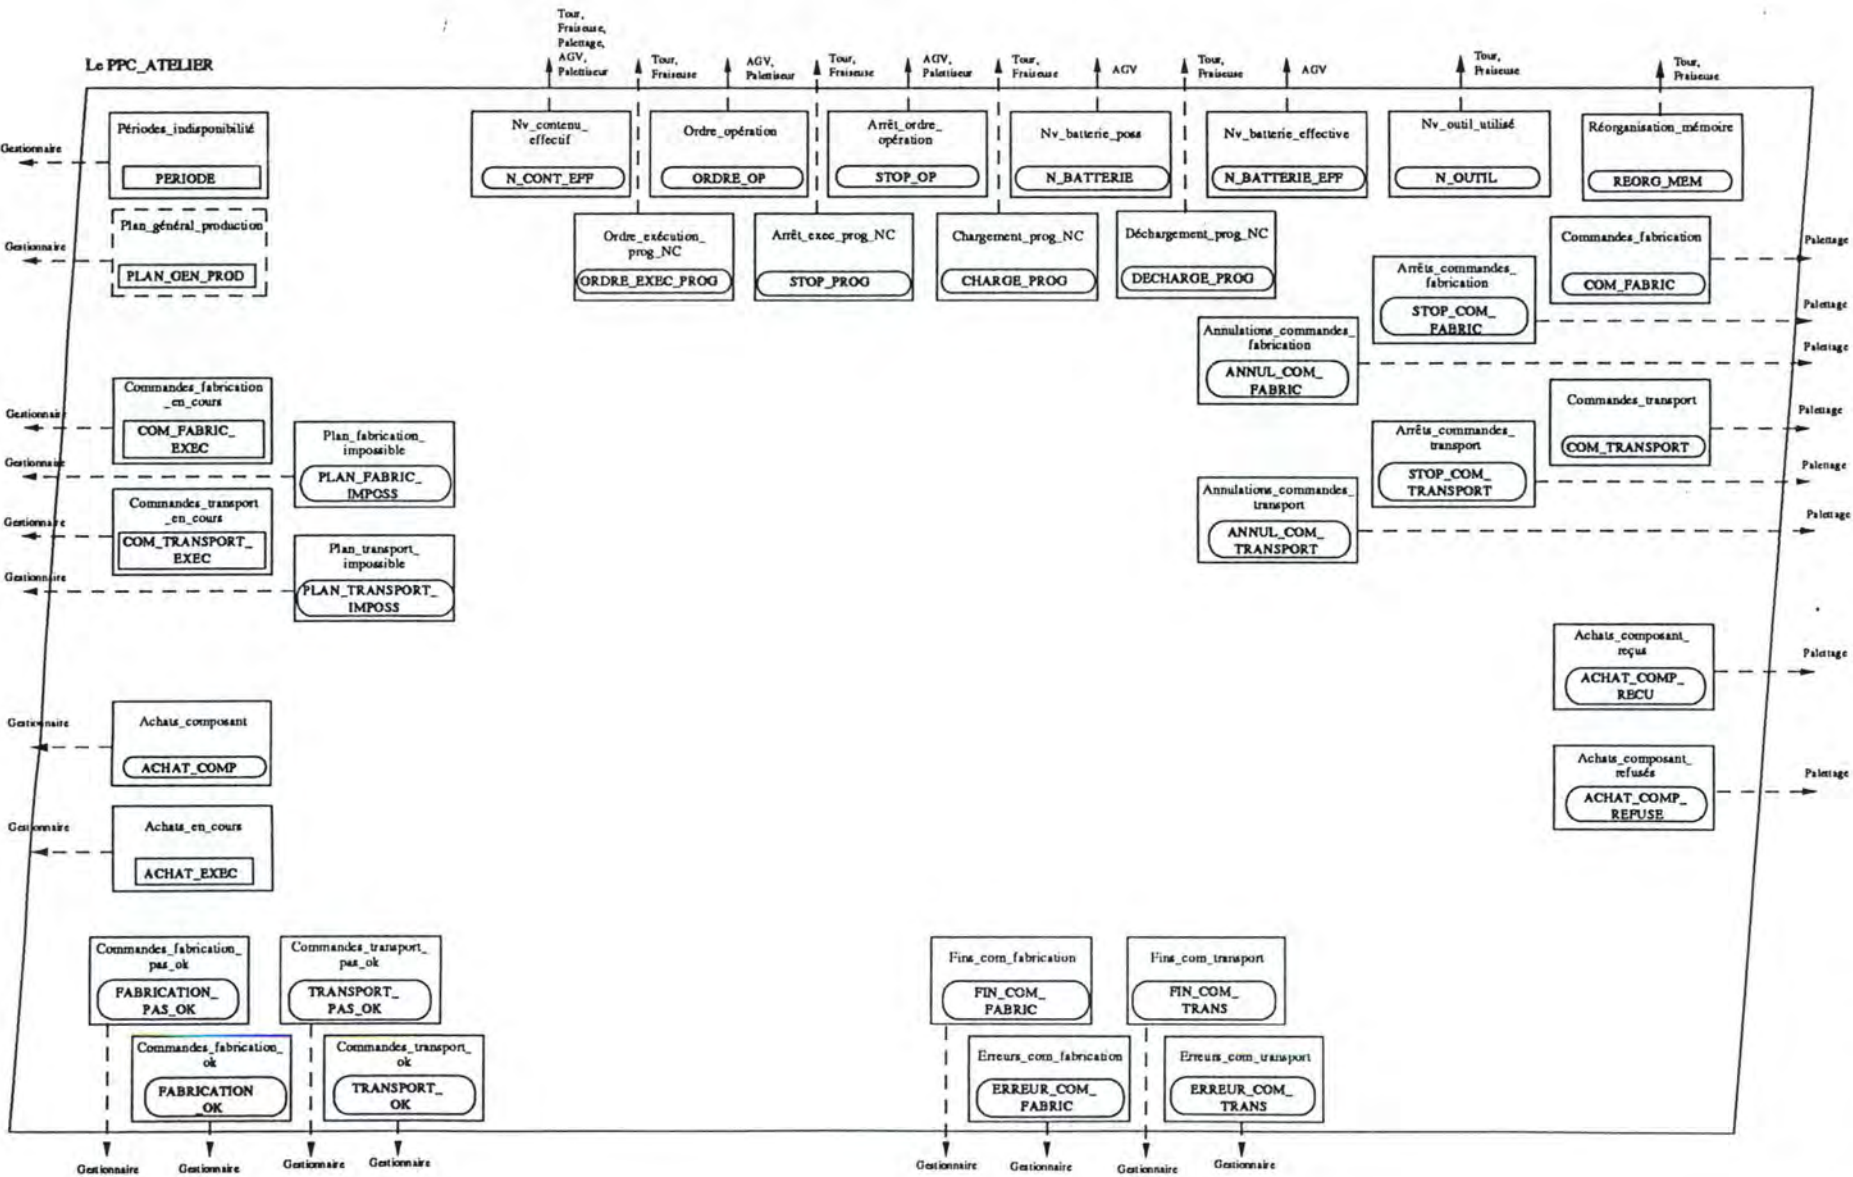 Le PPC_ATELIER
Tour,
Fraiseuse,
Palettage,
AGV,
Palettiseur
Tour,
Fraiseuse
AGV,
Palettiseur
Tour,
Fraiseuse
AGV,
Palettiseur
Tour,
Fraiseuse
AGV
Tour,
Fraiseuse
AGV
Tour,
Fraiseuse
Tour,
Fraiseuse
Gestionnaire
Périodes_indisponibilité
PERIODE
Nv_contenu_
effectif
N_CONT_EFF
Ordre_opération
ORDRE_OP
Arrêt_ordre_
opération
STOP_OP
Nv_batterie_poss
N_BATTERIE
Nv_batterie_effective
N_BATTERIE_EFF
Nv_outil_utilisé
N_OUTIL
Réorganisation_mémoire
REORG_MEM
Gestionnaire
Plan_général_production
PLAN_GEN_PROD
Ordre_exécution_
prog_NC
ORDRE_EXEC_PROG
Arrêt_exec_prog_NC
STOP_PROG
Chargement_prog_NC
CHARGE_PROG
Déchargement_prog_NC
DECHARGE_PROG
Commandes_fabrication
COM_FABRIC
Palettage
Arrêts_commandes_
fabrication
STOP_COM_
FABRIC
Palettage
Annulations_commandes_
fabrication
ANNUL_COM_
FABRIC
Palettage
Gestionnaire
Commandes_fabrication
_en_cours
COM_FABRIC_
EXEC
Commandes_transport
COM_TRANSPORT
Palettage
Gestionnaire
Plan_fabrication_
impossible
PLAN_FABRIC_
IMPOSS
Arrêts_commandes_
transport
STOP_COM_
TRANSPORT
Palettage
Gestionnaire
Commandes_transport
_en_cours
COM_TRANSPORT_
EXEC
Annulations_commandes_
transport
ANNUL_COM_
TRANSPORT
Palettage
Gestionnaire
Plan_transport_
impossible
PLAN_TRANSPORT_
IMPOSS
Achats_composant_
reçus
ACHAT_COMP_
RECU
Palettage
Gestionnaire
Achats_composant
ACHAT_COMP
Achats_composant_
refusés
ACHAT_COMP_
REFUSE
Palettage
Gestionnaire
Achats_en_cours
ACHAT_EXEC
Commandes_fabrication_
pas_ok
FABRICATION_
PAS_OK
Commandes_transport_
pas_ok
TRANSPORT_
PAS_OK
Fins_com_fabrication
FIN_COM_
FABRIC
Fins_com_transport
FIN_COM_
TRANS
Commandes_fabrication_
ok
FABRICATION
_OK
Commandes_transport_
ok
TRANSPORT_
OK
Erreurs_com_fabrication
ERREUR_COM_
FABRIC
Erreurs_com_transport
ERREUR_COM_
TRANS
Gestionnaire
Gestionnaire
Gestionnaire
Gestionnaire
Gestionnaire
Gestionnaire
Gestionnaire
Gestionnaire